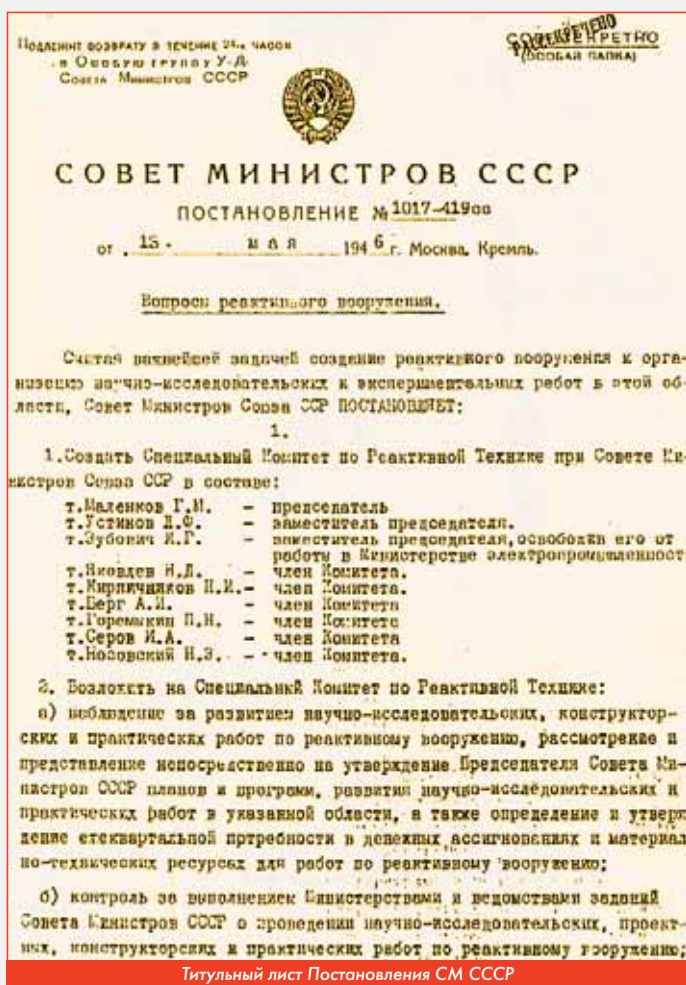 Подлежит возврату в течение 24-х часов
в Особую группу У.Д.
Совета Министров СССР
РАССЕКРЕЧЕНО
СОВ.СЕКРЕТНО
(ОСОБАЯ ПАПКА)
СОВЕТ МИНИСТРОВ СССР
ПОСТАНОВЛЕНИЕ № 1017-419сс
от 13. мая 1946 г. Москва, Кремль.
Вопросы реактивного вооружения.
Считая важнейшей задачей создание реактивного вооружения и орга-
низацию научно-исследовательских и экспериментальных работ в этой об-
ласти, Совет Министров Союза ССР ПОСТАНОВЛЯЕТ:
1.
1.Создать Специальный Комитет по Реактивной Технике при Совете Ми-
нистров Союза ССР в составе:
т.Маленков Г.М. – председатель
т.Устинов Д.Ф. – заместитель председателя.
т.Зубович И.Г. – заместитель председателя,освободив его от
работы в Министерстве электропромышленност
т.Яковлев Н.Д. – член Комитета.
т.Кирпичников П.И.– член Комитета.
т.Берг А.И. – член Комитета
т.Горемыкин П.Н. – член Комитета
т.Серов И.А. – член Комитета
т.Носовский Н.Э. – член Комитета.
2. Возложить на Специальный Комитет по Реактивной Технике:
а) наблюдение за развитием научно-исследовательских, конструктор-
ских и практических работ по реактивному вооружению, рассмотрение и
представление непосредственно на утверждение Председателя Совета Ми-
нистров СССР планов и программ, развития научно-исследовательских и
практических работ в указанной области, а также определение и утверж
дение ежеквартальной птребности в денежных ассигнованиях и материал
но-технических ресурсах для работ по реактивному вооружению;
б) контроль за выполнением Министерствами и ведомствами заданий
Совета Министров СССР о проведении научно-исследовательских, проект-
ных, конструкторских и практических работ по реактивному вооружению;
Титульный лист Постановления СМ СССР